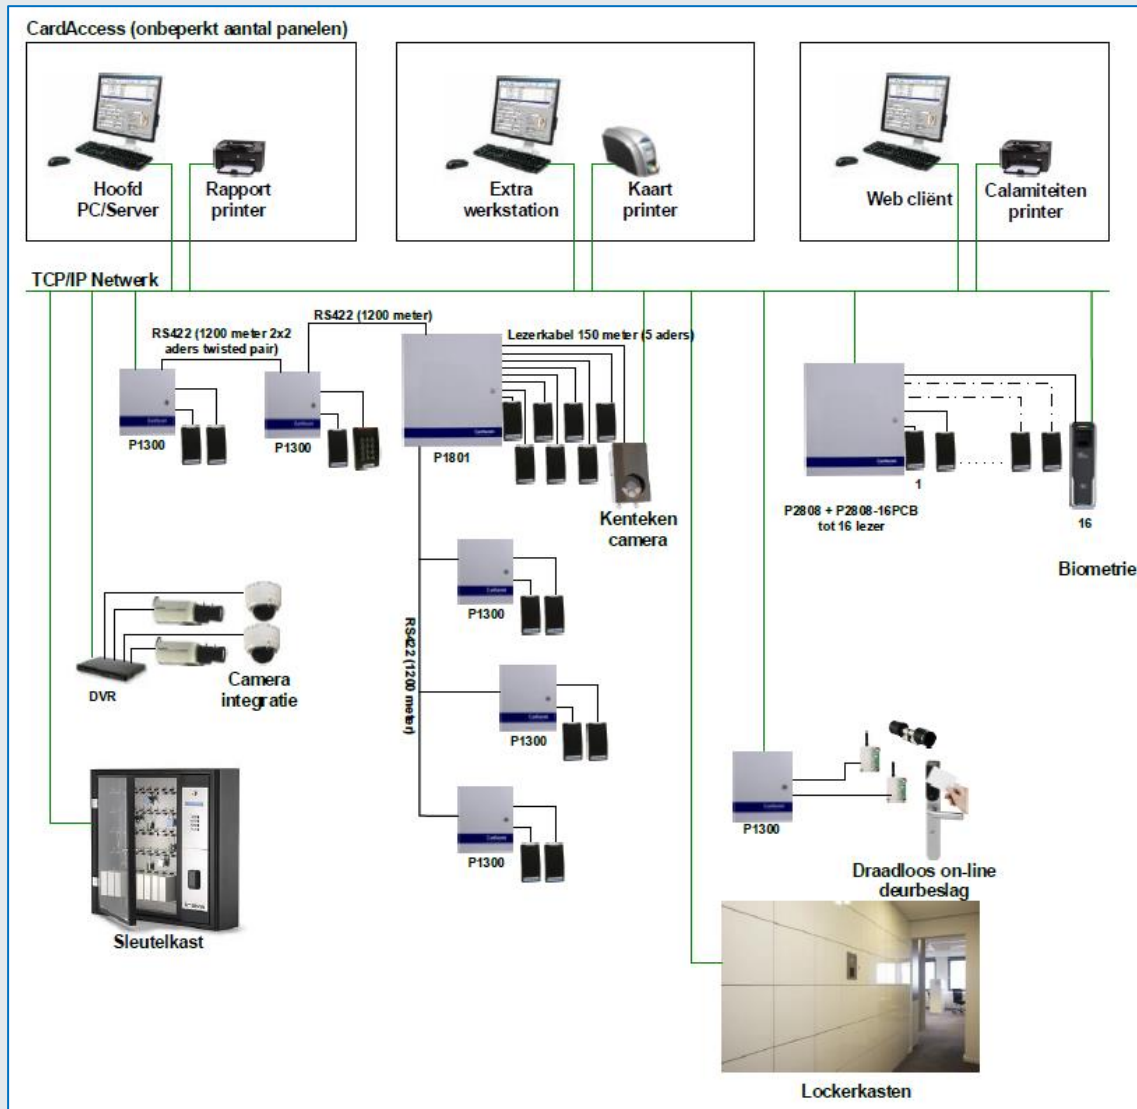 CardAccess (onbeperkt aantal panelen)
Hoofd
PC/Server
Rapport
printer
Extra
werkstation
Kaart
printer
Web cliënt
Calamiteiten
printer
TCP/IP Netwerk
RS422 (1200 meter 2x2
aders twisted pair)
RS422 (1200 meter)
Lezerkabel 150 meter (5 aders)
P1300
P1300
P1801
Kenteken
camera
1
P2808 + P2808-16PCB
tot 16 lezer
16
Biometrie
RS422 (1200 meter)
P1300
P1300
P1300
DVR
Camera
integratie
Sleutelkast
P1300
Draadloos on-line
deurbeslag
Lockerkasten